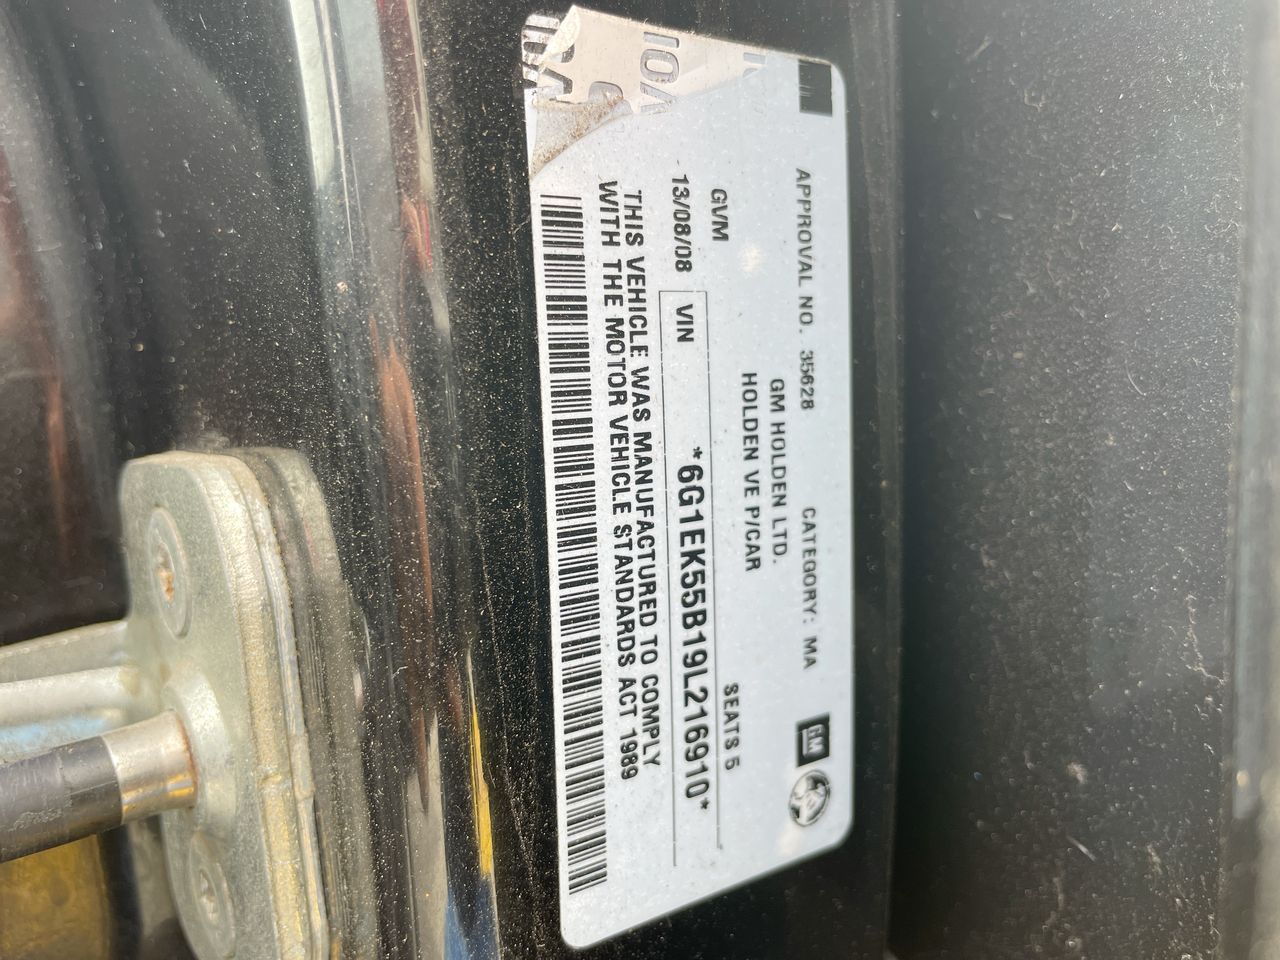 APPROVAL NO. 35628 CATEGORY: MA GM
GM HOLDEN LTD.
HOLDEN VE P/CAR
GVM SEATS 5
13/08/08 VIN *6G1EK55B19L216910*
THIS VEHICLE WAS MANUFACTURED TO COMPLY
WITH THE MOTOR VEHICLE STANDARDS ACT 1989